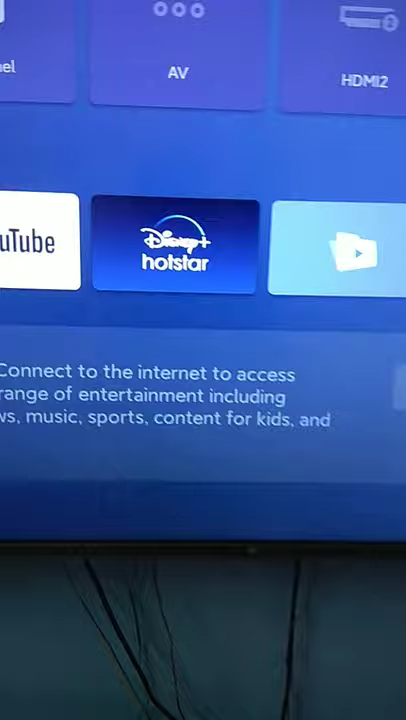 nel
AV
HDMI2
uTube
Disney+
hotstar
Connect to the internet to access
range of entertainment including
ws, music, sports, content for kids, and